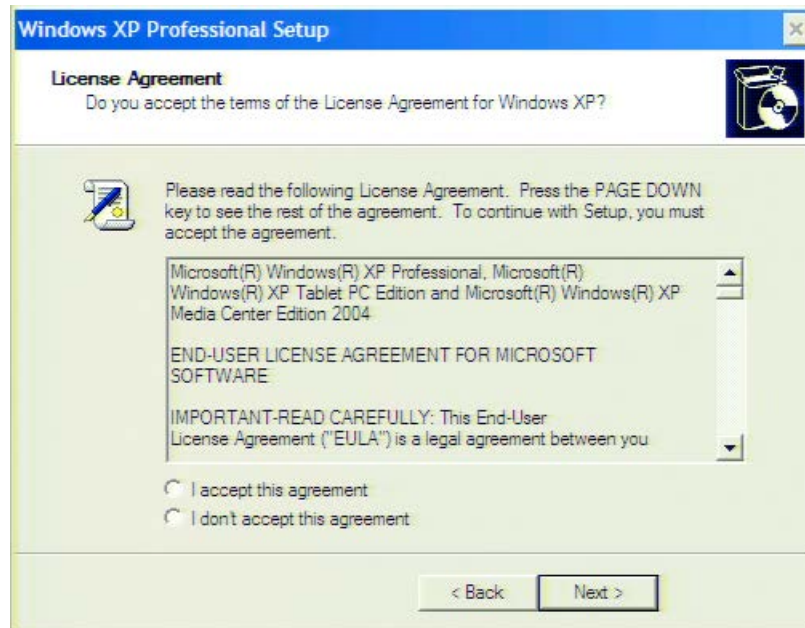 Windows XP Professional Setup
License Agreement
Do you accept the terms of the License Agreement for Windows XP?
Please read the following License Agreement. Press the PAGE DOWN
key to see the rest of the agreement. To continue with Setup, you must
accept the agreement.
Microsoft(R) Windows(R) XP Professional, Microsoft(R)
Windows(R) XP Tablet PC Edition and Microsoft(R) Windows(R) XP
Media Center Edition 2004
END-USER LICENSE AGREEMENT FOR MICROSOFT
SOFTWARE
IMPORTANT-READ CAREFULLY: This End-User
License Agreement ("EULA") is a legal agreement between you
I accept this agreement
I don't accept this agreement
< Back
Next >